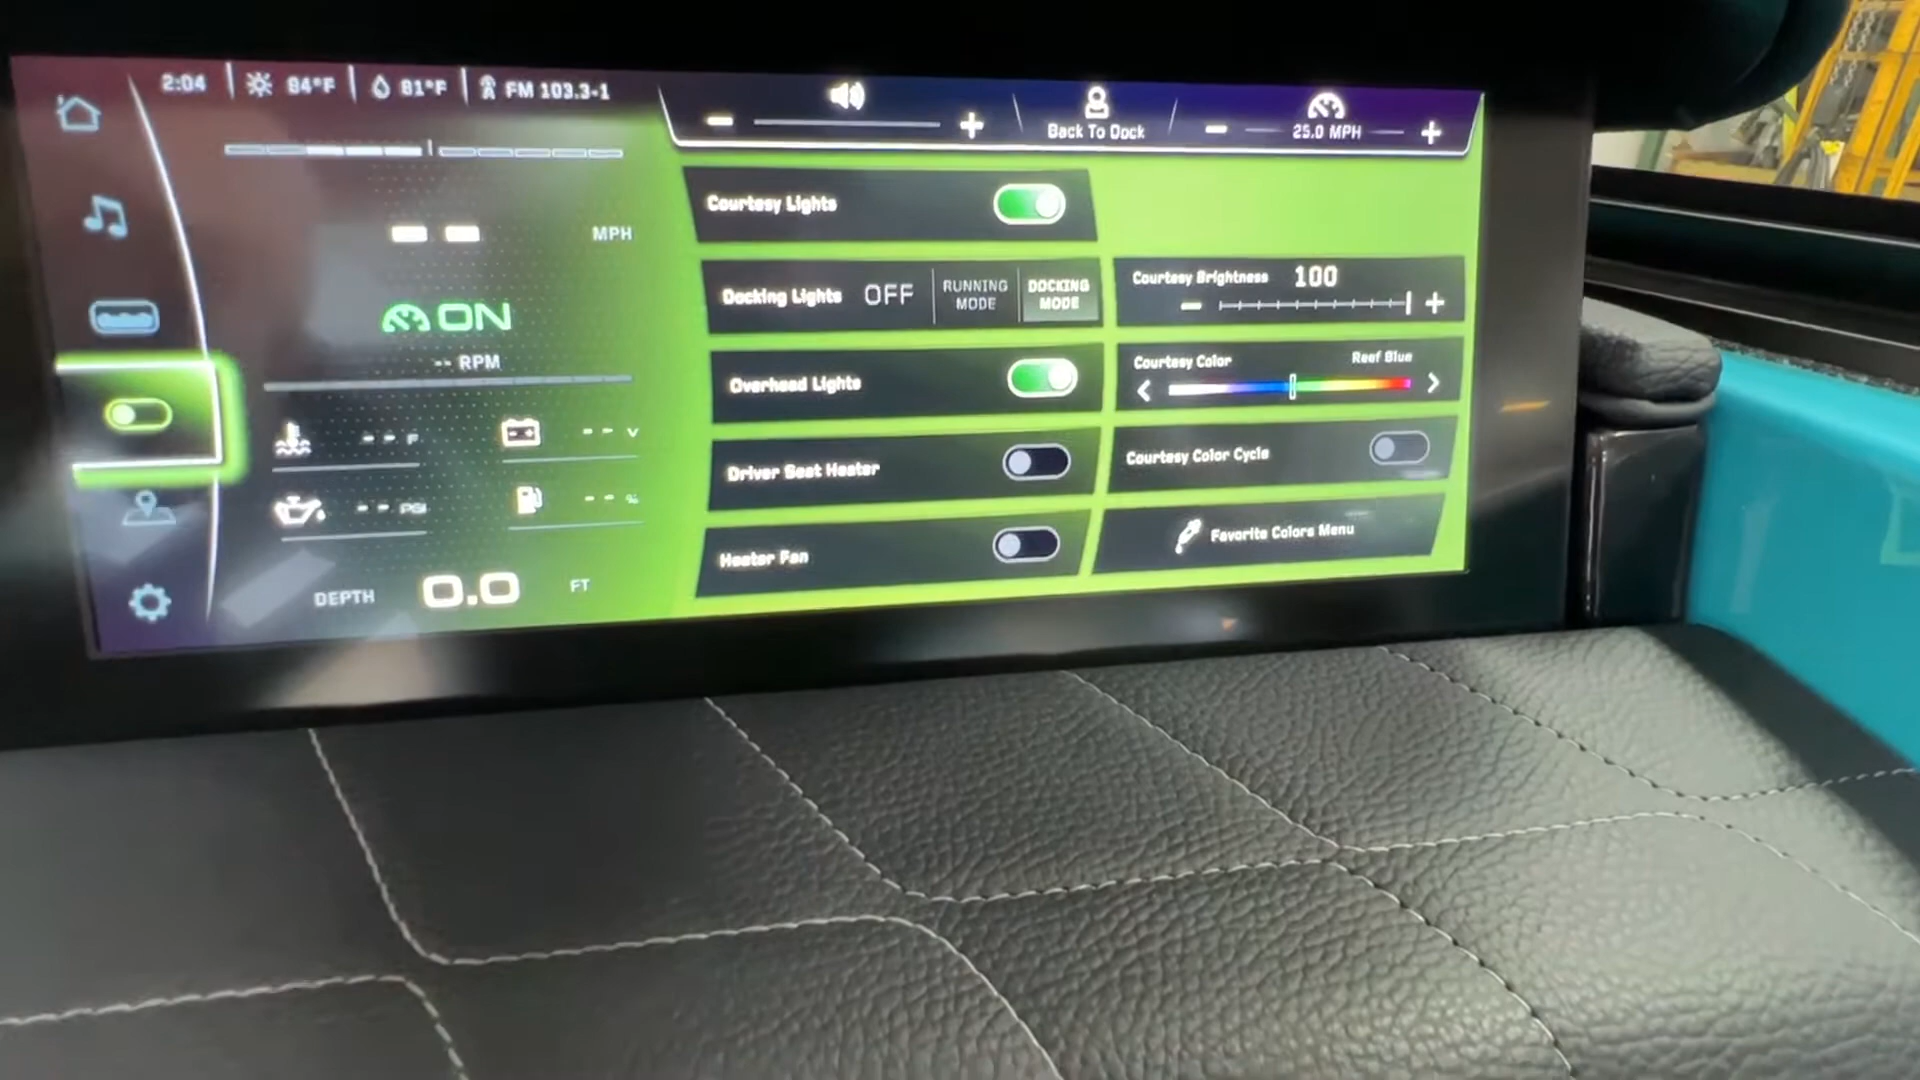 2:04
84°F
81°F
FM 103.3-1
Back To Dock
25.0 MPH
MPH
ON
-- RPM
-- F
-- V
-- PSI
-- %
DEPTH 0.0 FT
Courtesy Lights
Docking Lights OFF RUNNING MODE DOCKING MODE
Overhead Lights
Driver Seat Heater
Heater Fan
Courtesy Brightness 100
Courtesy Color Reef Blue
Courtesy Color Cycle
Favorite Colors Menu